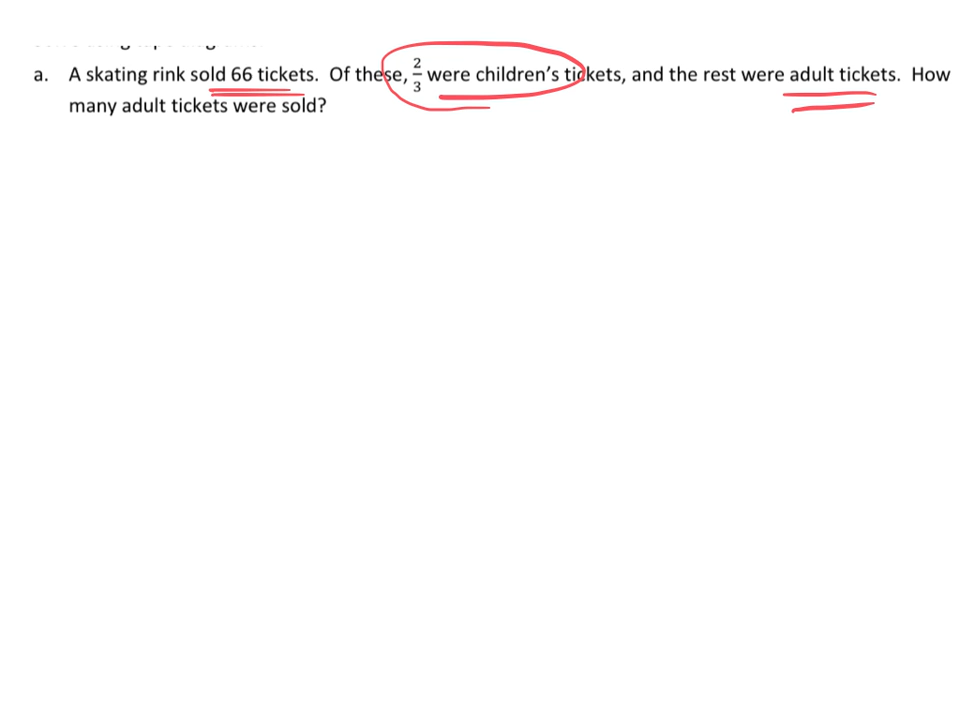 a. A skating rink sold 66 tickets. Of these, 2/3 were children's tickets, and the rest were adult tickets. How
many adult tickets were sold?